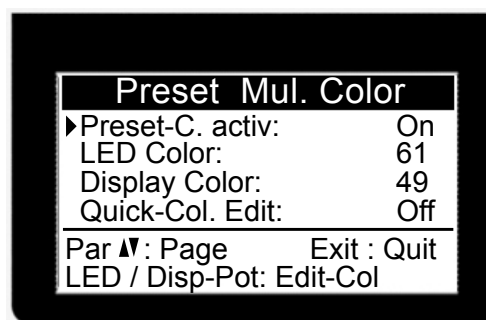 Preset Mul. Color
Preset-C. activ: On
LED Color: 61
Display Color: 49
Quick-Col. Edit: Off
Par : Page Exit : Quit
LED / Disp-Pot: Edit-Col